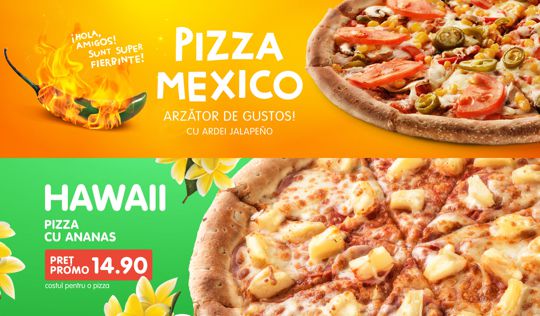 ¡HOLA,
AMIGOS!
SUNT SUPER
FIERBINTE!
PIZZA
MEXICO
ARZĂTOR DE GUSTOS!
CU ARDEI JALAPEÑO
HAWAII
PIZZA
CU ANANAS
PREȚ
PROMO 14.90
costul pentru o pizza